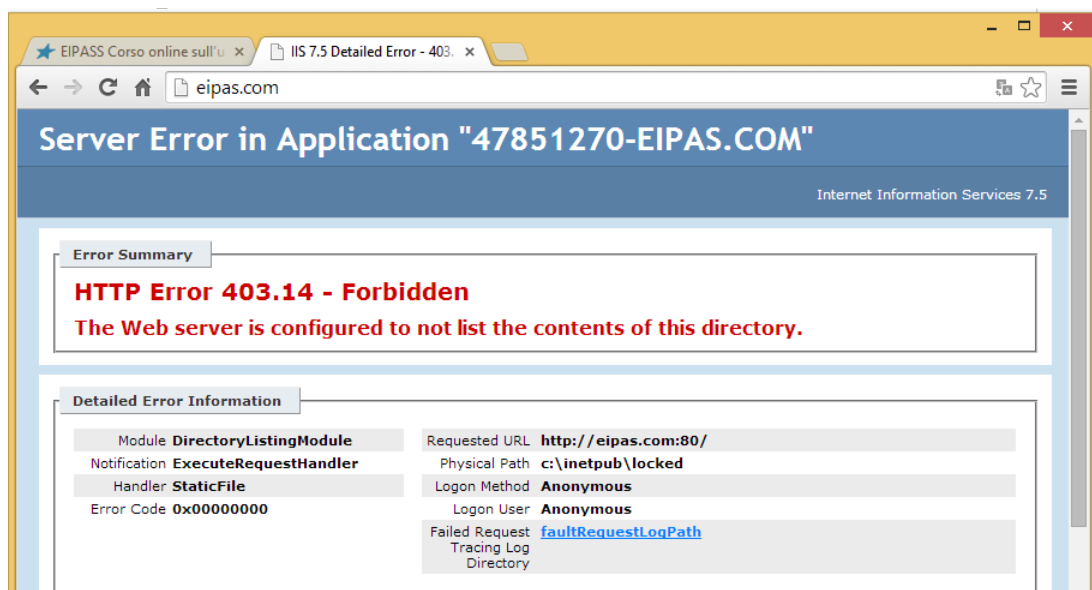 EIPASS Corso online sull'u
IIS 7.5 Detailed Error - 403.
eipas.com
Server Error in Application "47851270-EIPAS.COM"
Internet Information Services 7.5
Error Summary
HTTP Error 403.14 - Forbidden
The Web server is configured to not list the contents of this directory.
Detailed Error Information
Module DirectoryListingModule
Notification ExecuteRequestHandler
Handler StaticFile
Error Code 0x00000000
Requested URL http://eipas.com:80/
Physical Path c:\inetpub\locked
Logon Method Anonymous
Logon User Anonymous
Failed Request faultRequestLogPath
Tracing Log
Directory